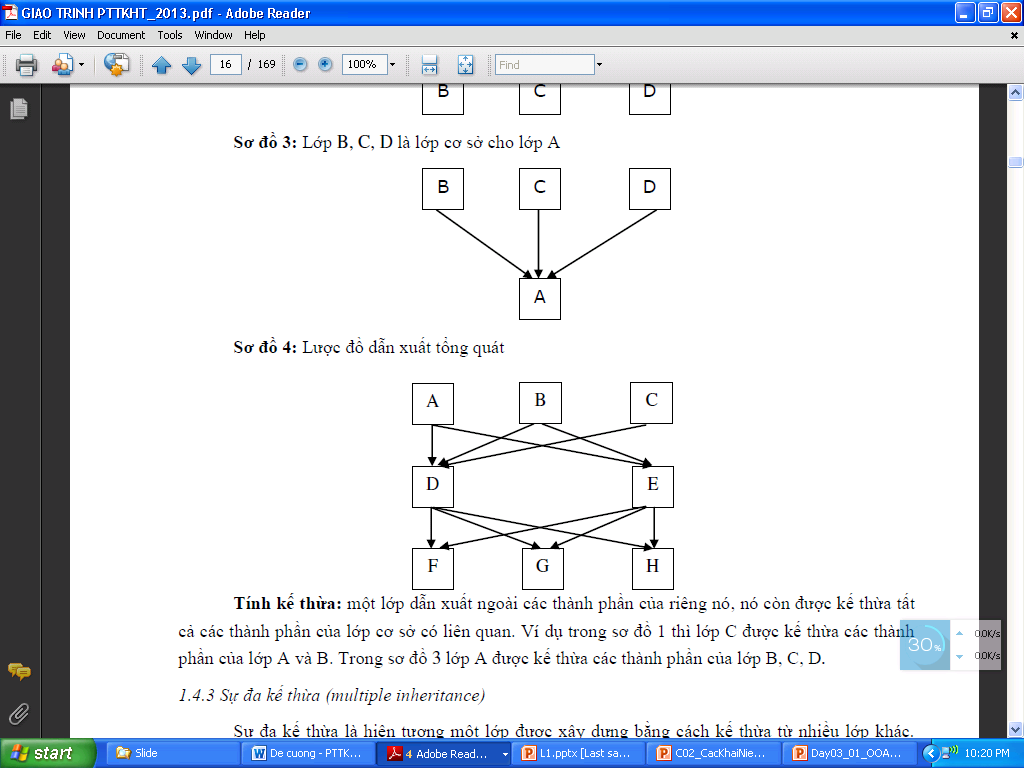 GIAO TRINH PTTKHT_2013.pdf - Adobe Reader
File Edit View Document Tools Window Help
16 / 169 100% Find
B C D
Sơ đồ 3: Lớp B, C, D là lớp cơ sở cho lớp A
B C D
A
Sơ đồ 4: Lược đồ dẫn xuất tổng quát
A B C
D E
F G H
Tính kế thừa: một lớp dẫn xuất ngoài các thành phần của riêng nó, nó còn được kế thừa tất
cả các thành phần của lớp cơ sở có liên quan. Ví dụ trong sơ đồ 1 thì lớp C được kế thừa các thành
phần của lớp A và B. Trong sơ đồ 3 lớp A được kế thừa các thành phần của lớp B, C, D.
30% 0.0K/s
0.0K/s
1.4.3 Sự đa kế thừa (multiple inheritance)
Sự đa kế thừa là hiện tượng một lớp được xây dựng bằng cách kế thừa từ nhiều lớp khác.
start Slide De cuong - PTTK... 4 Adobe Read... L1.pptx [Last sa... C02_CacKhaiNie... Day03_01_OOA... 10:20 PM